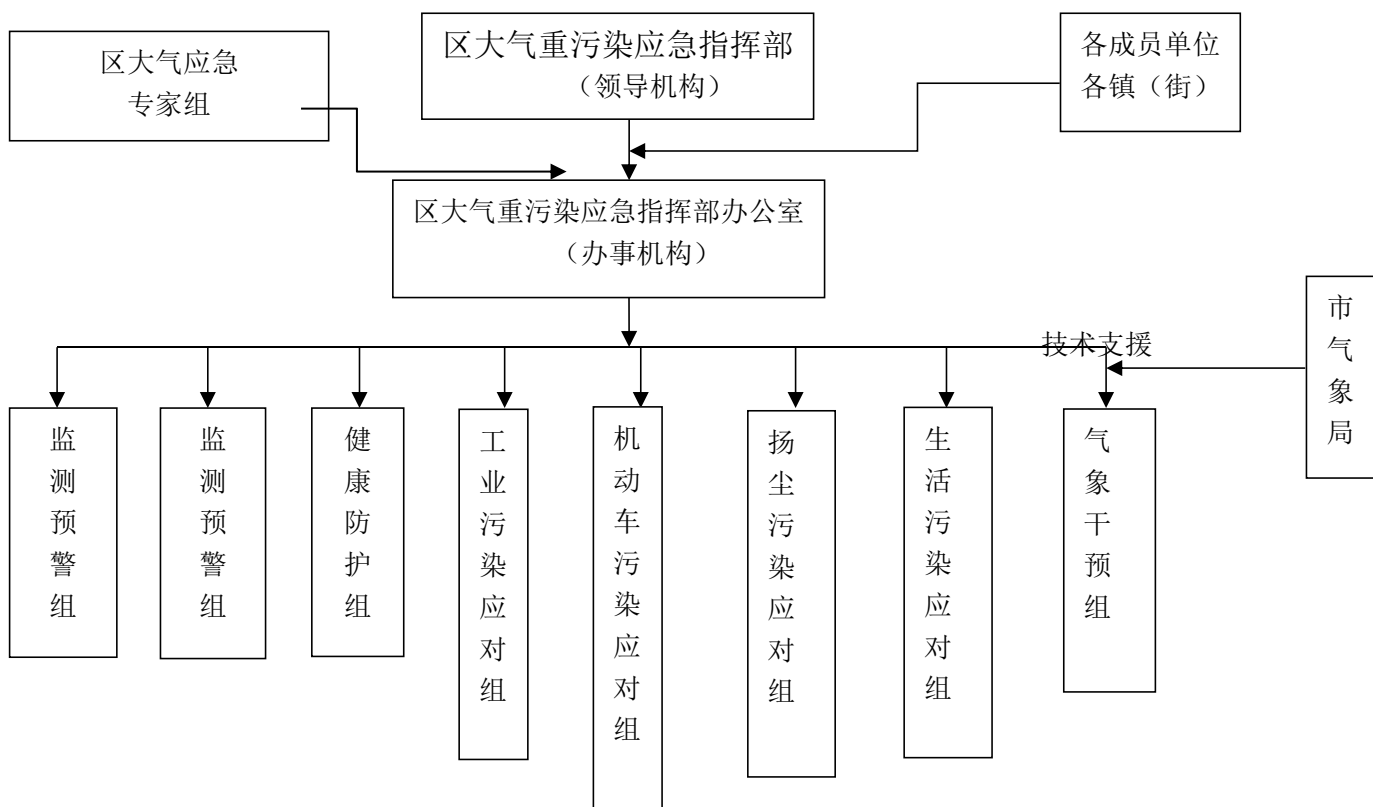 区大气应急
专家组
区大气重污染应急指挥部
（领导机构）
各成员单位
各镇（街）
区大气重污染应急指挥部办公室
（办事机构）
市气象局
技术支援
监测预警组
监测预警组
健康防护组
工业污染应对组
机动车污染应对组
扬尘污染应对组
生活污染应对组
气象干预组